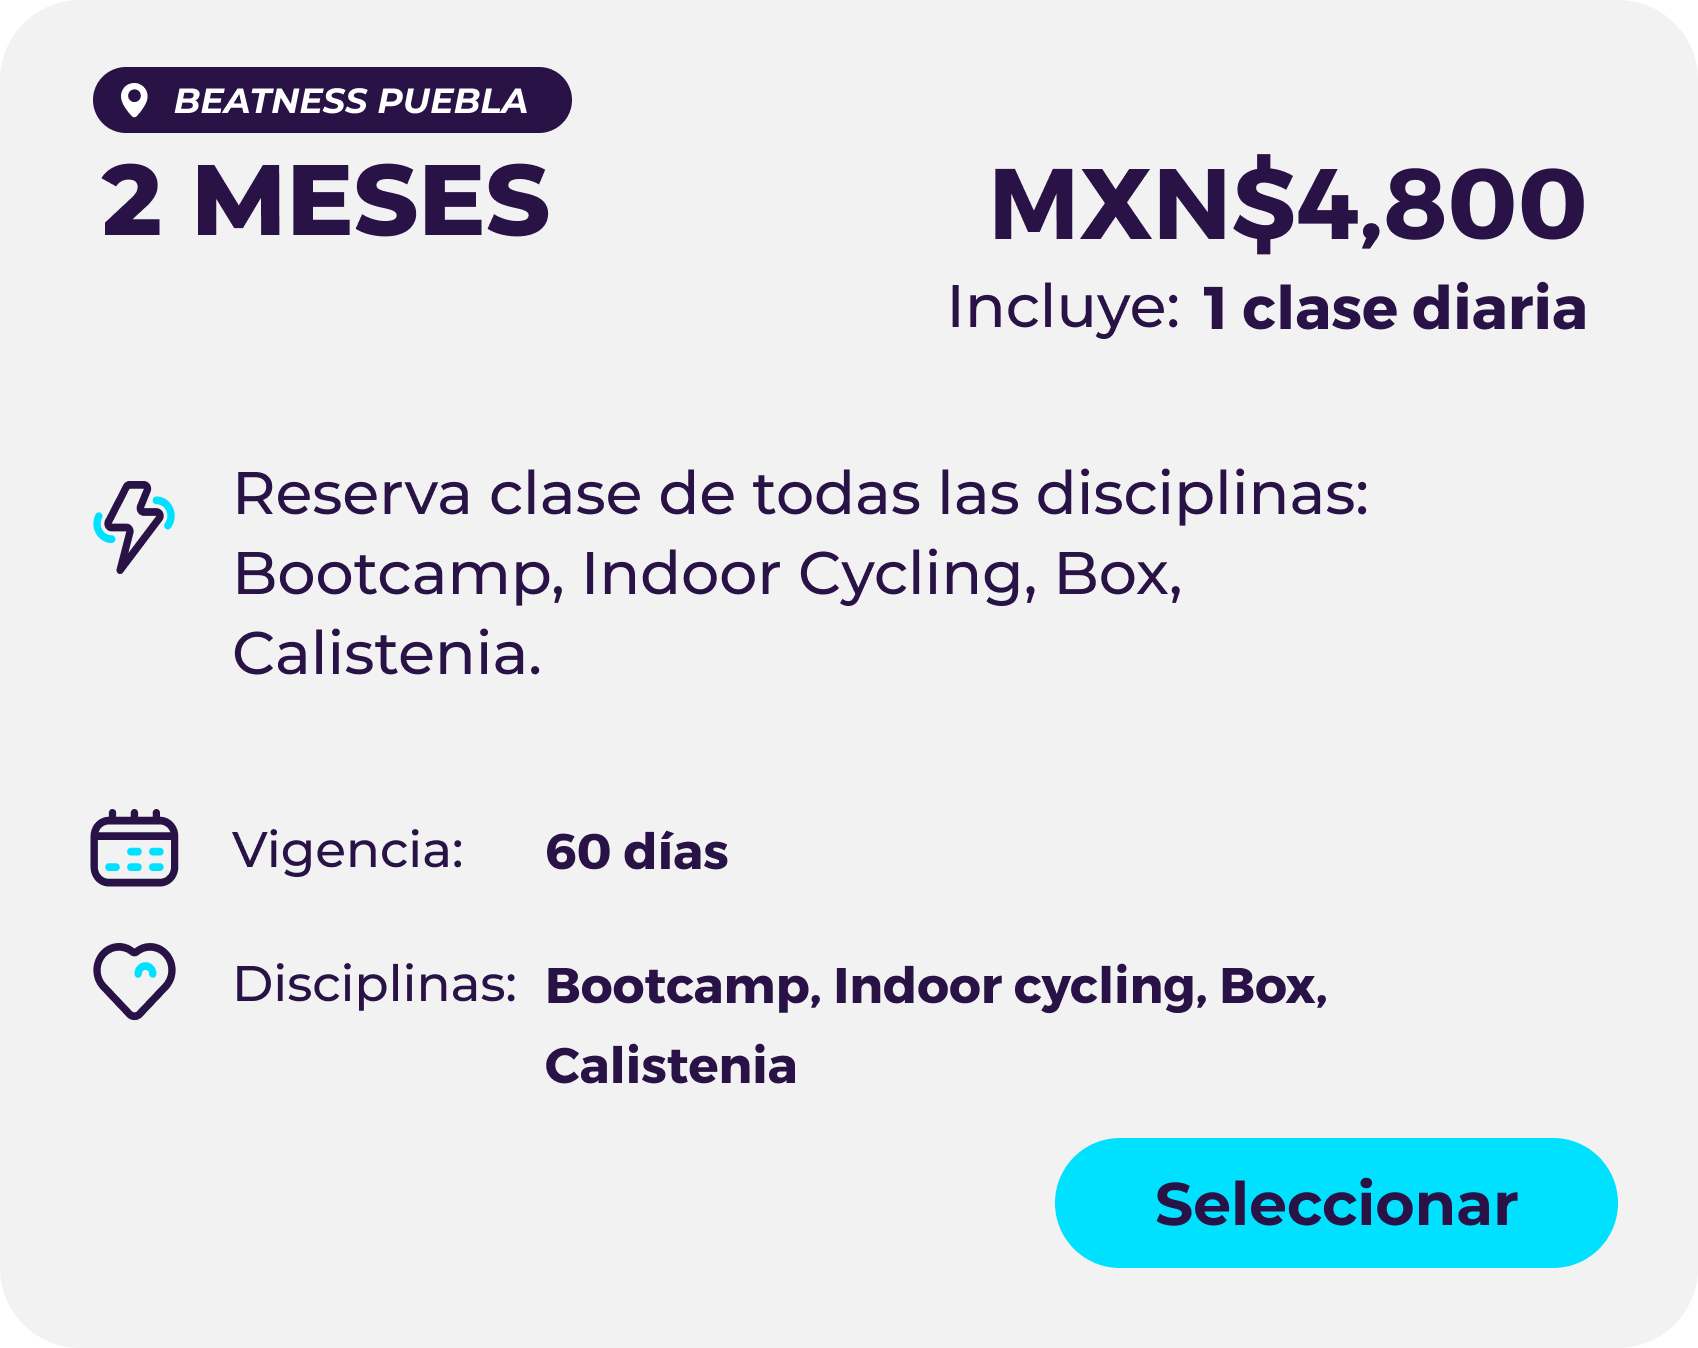 BEATNESS PUEBLA
2 MESES
MXN$4,800
Incluye: 1 clase diaria
Reserva clase de todas las disciplinas:
Bootcamp, Indoor Cycling, Box,
Calistenia.
Vigencia: 60 días
Disciplinas: Bootcamp, Indoor cycling, Box,
Calistenia
Seleccionar